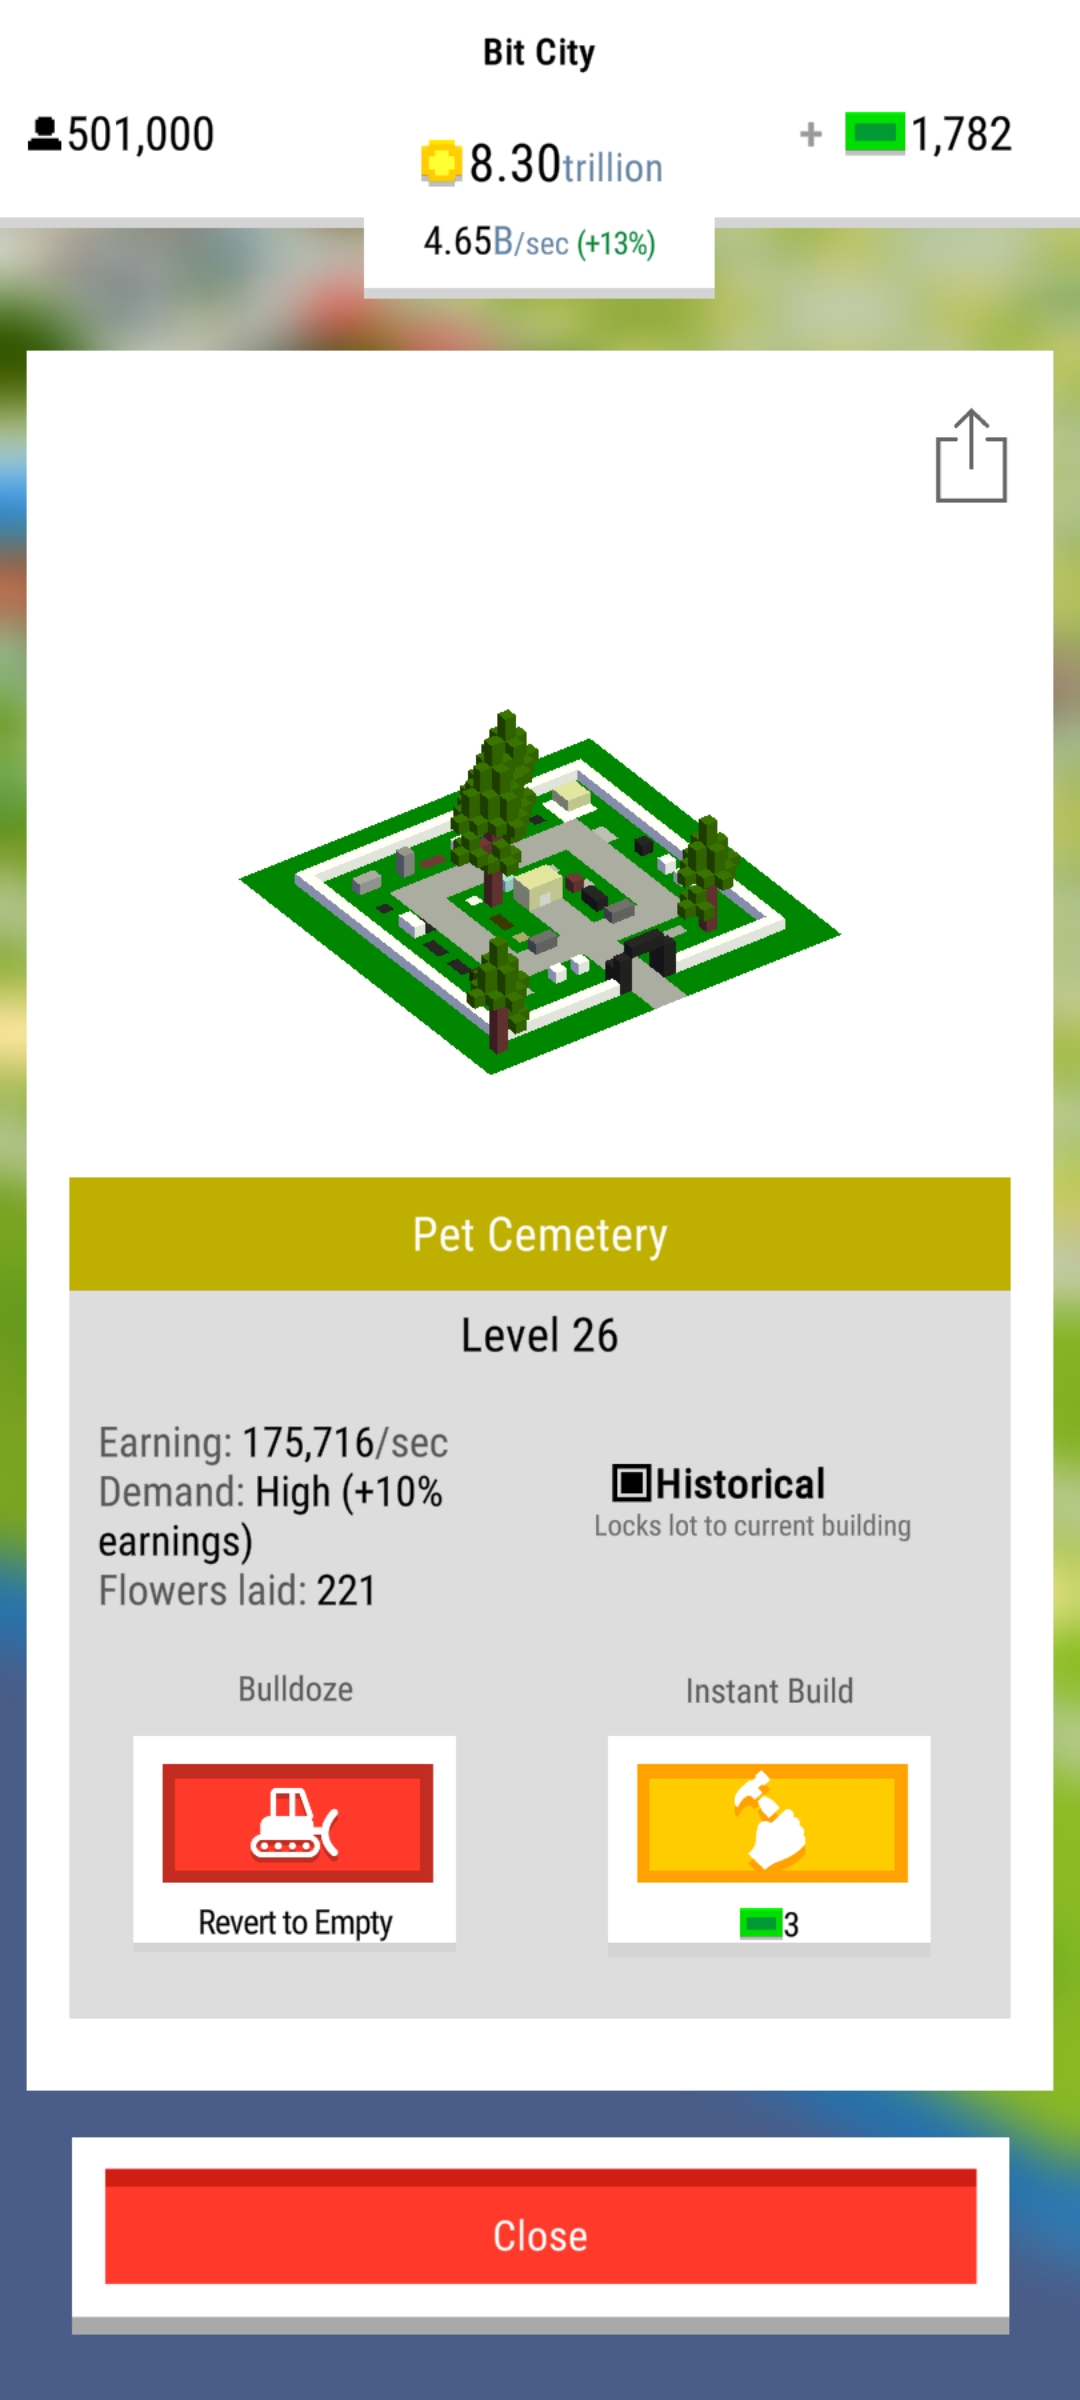 Bit City
501,000
8.30trillion
+ 1,782
4.65B/sec (+13%)
Pet Cemetery
Level 26
Earning: 175,716/sec
Demand: High (+10%
earnings)
Flowers laid: 221
Historical
Locks lot to current building
Bulldoze
Revert to Empty
Instant Build
3
Close